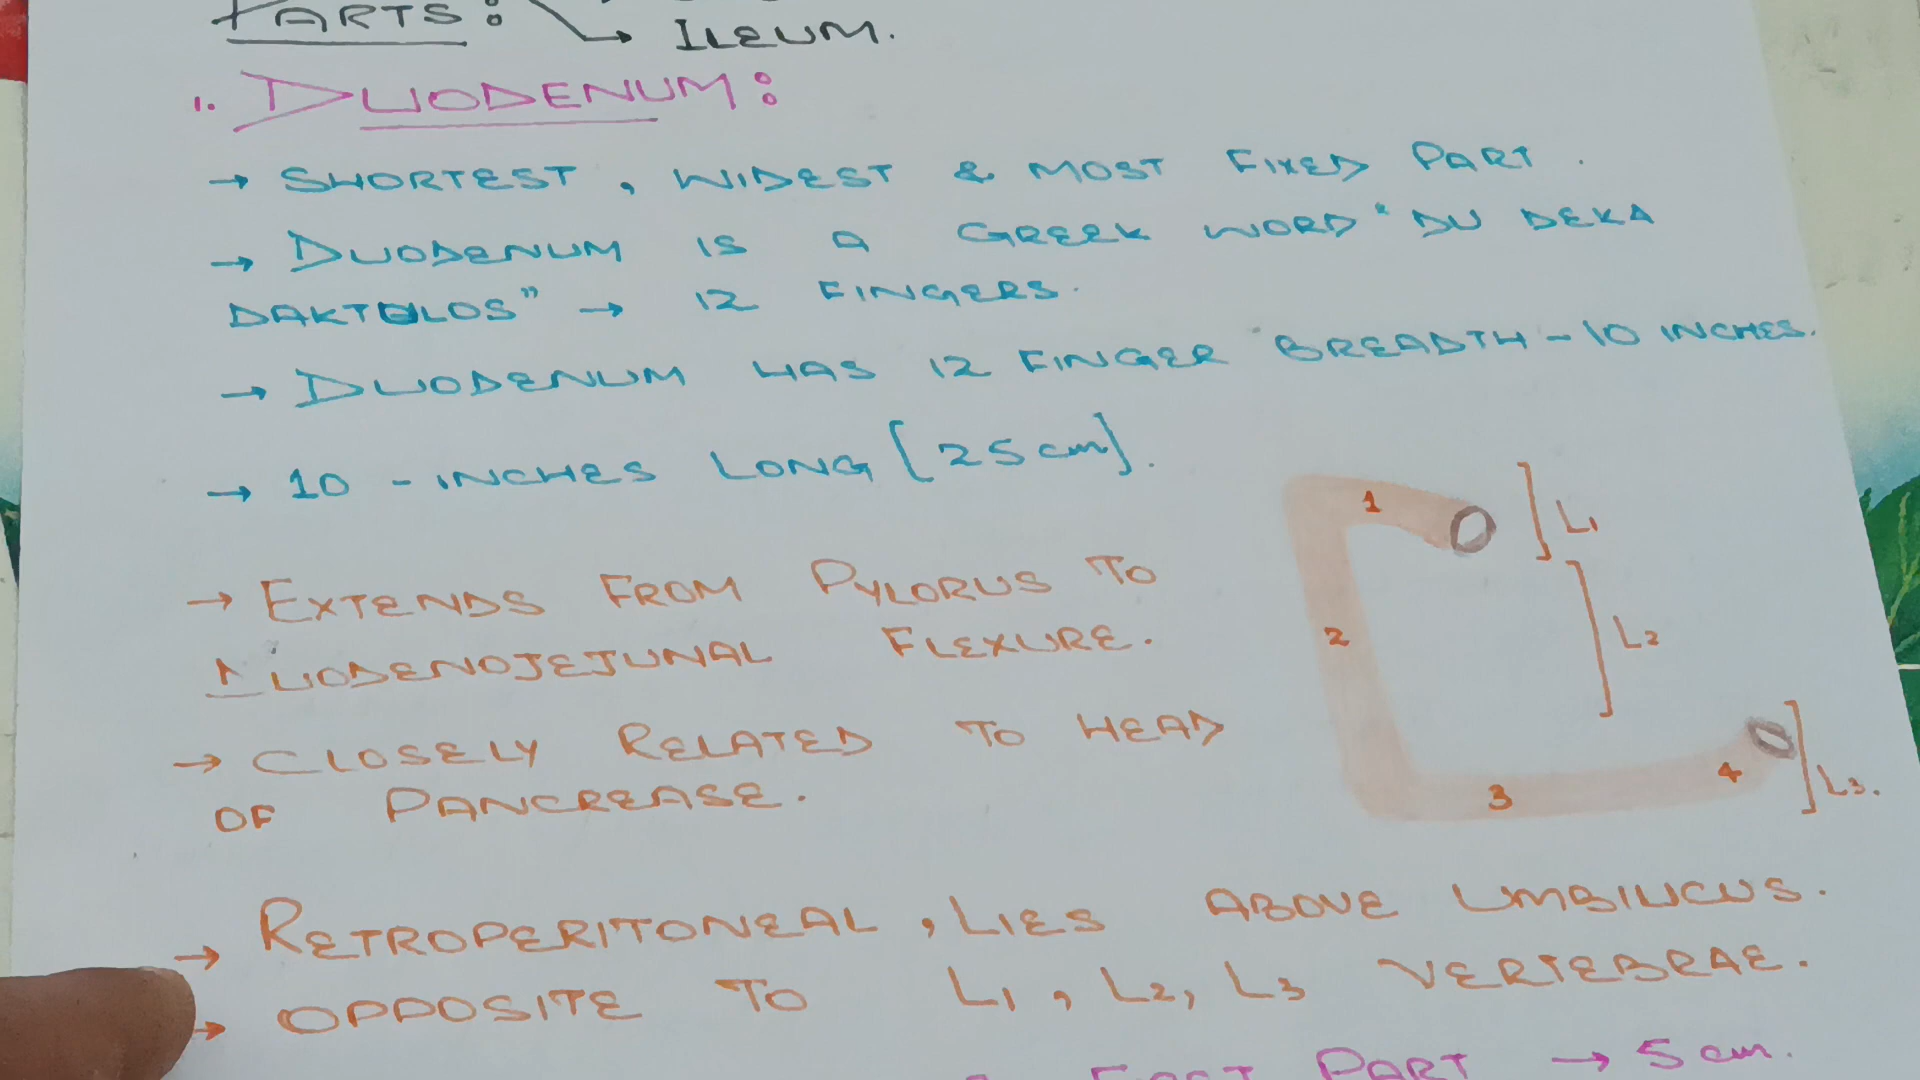 PARTS :
→ ILEUM.
1. DUODENUM :
→ SHORTEST, WIDEST & MOST FIXED PART.
→ DUODENUM IS A GREEK WORD "DU DEKA
DAKTOLOS" → 12 FINGERS.
→ DUODENUM HAS 12 FINGER BREADTH - 10 INCHES.
→ 10 - INCHES LONG [25 cm].
→ EXTENDS FROM PYLORUS TO
DUODENOJEJUNAL FLEXURE.
→ CLOSELY RELATED TO HEAD
OF PANCREASE.
1
L1
2
L2
3
4
L3.
→ RETROPERITONEAL, LIES ABOVE UMBILICUS.
→ OPPOSITE TO L1, L2, L3 VERTEBRAE.
PART → 5 cm.